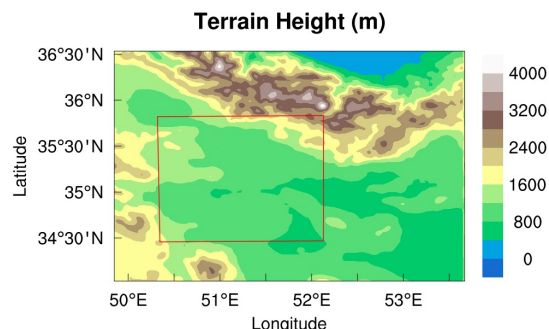 Terrain Height (m)
36°30'N
36°N
35°30'N
35°N
34°30'N
Latitude
50°E
51°E
52°E
53°E
Longitude
4000
3200
2400
1600
800
0